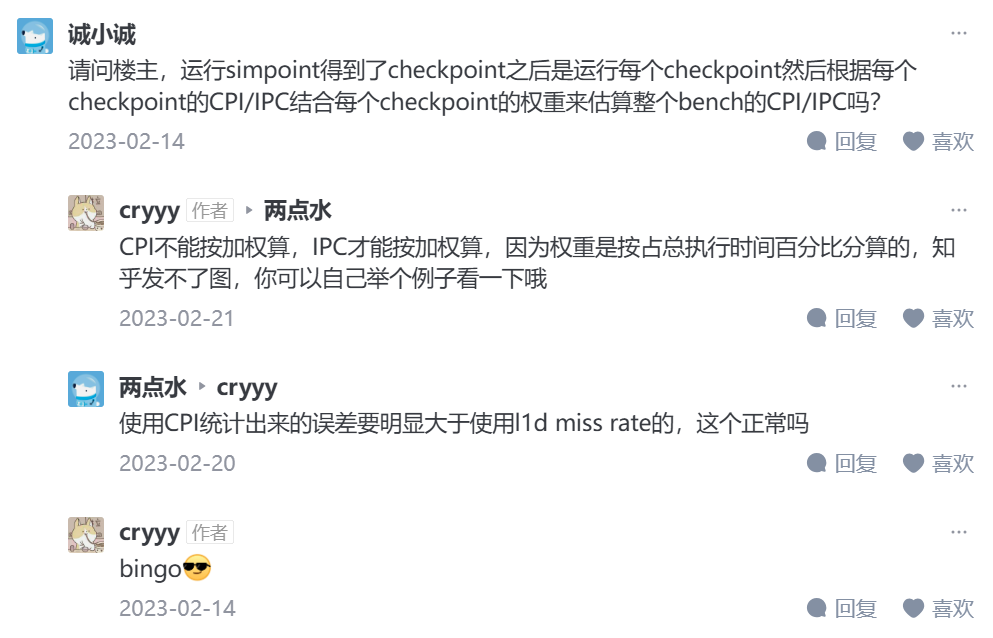 诚小诚
请问楼主，运行simpoint得到了checkpoint之后是运行每个checkpoint然后根据每个
checkpoint的CPI/IPC结合每个checkpoint的权重来估算整个bench的CPI/IPC吗?
2023-02-14 回复 喜欢
cryyy 作者 两点水
CPI不能按加权算，IPC才能按加权算，因为权重是按占总执行时间百分比分算的，知
乎发不了图，你可以自己举个例子看一下哦
2023-02-21 回复 喜欢
两点水 cryyy
使用CPI统计出来的误差要明显大于使用l1d miss rate的，这个正常吗
2023-02-20 回复 喜欢
cryyy 作者
bingo😎
2023-02-14 回复 喜欢